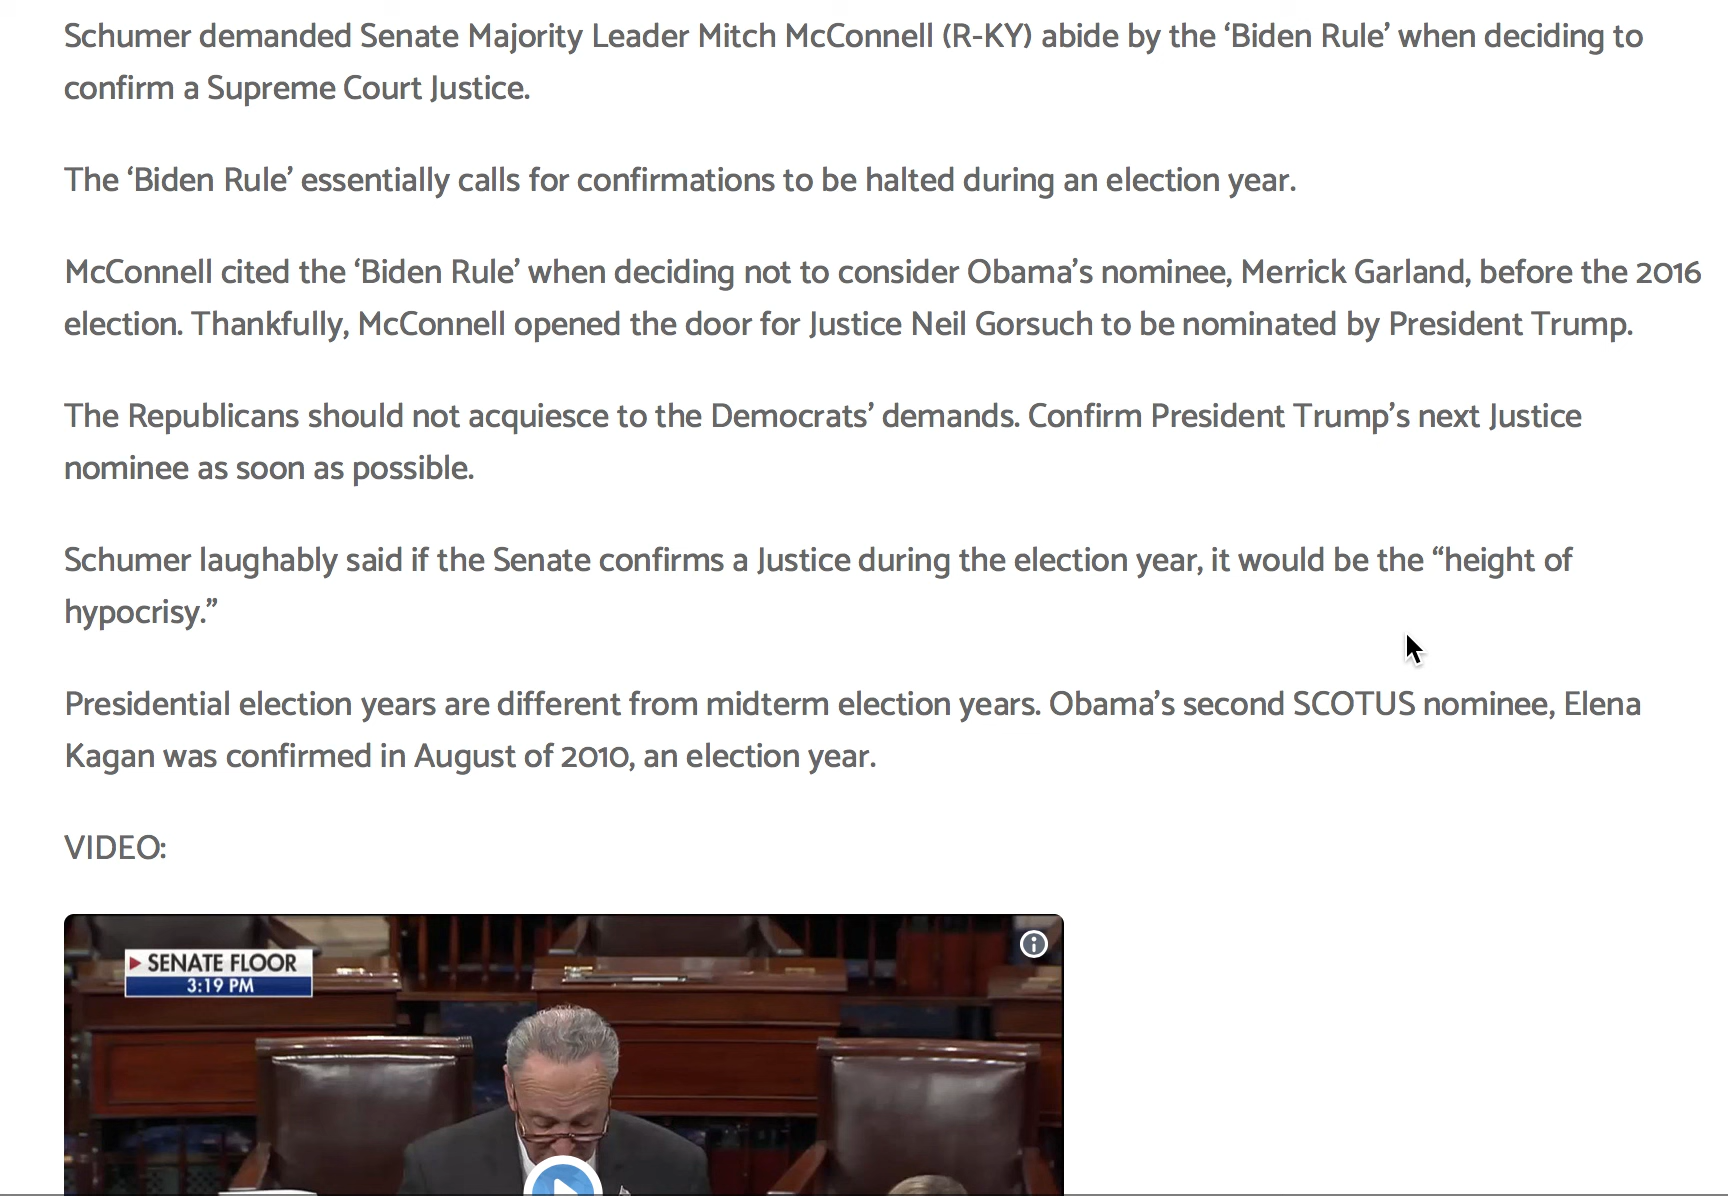 Schumer demanded Senate Majority Leader Mitch McConnell (R-KY) abide by the ‘Biden Rule’ when deciding to
confirm a Supreme Court Justice.
The ‘Biden Rule’ essentially calls for confirmations to be halted during an election year.
McConnell cited the ‘Biden Rule’ when deciding not to consider Obama’s nominee, Merrick Garland, before the 2016
election. Thankfully, McConnell opened the door for Justice Neil Gorsuch to be nominated by President Trump.
The Republicans should not acquiesce to the Democrats’ demands. Confirm President Trump’s next Justice
nominee as soon as possible.
Schumer laughably said if the Senate confirms a Justice during the election year, it would be the “height of
hypocrisy.”
Presidential election years are different from midterm election years. Obama’s second SCOTUS nominee, Elena
Kagan was confirmed in August of 2010, an election year.
VIDEO:
SENATE FLOOR
3:19 PM